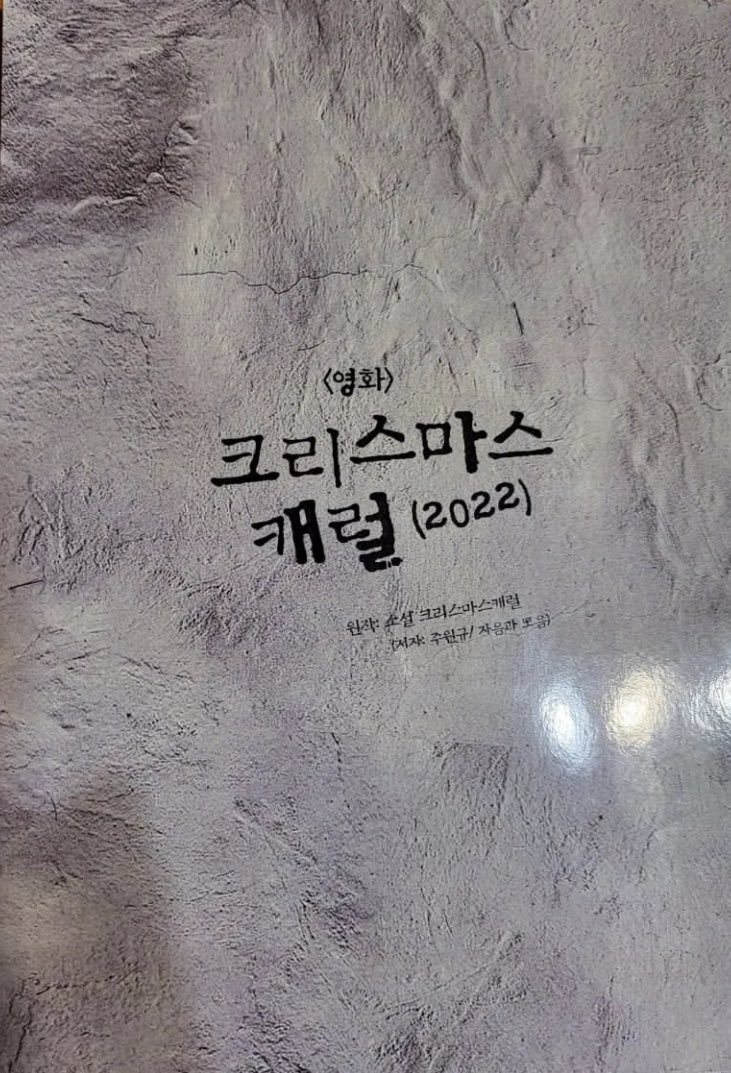 <영화>
크리스마스
캐럴 (2022)
원작: 소설 크리스마스캐럴
(저자: 주원규/ 자음과 모음)